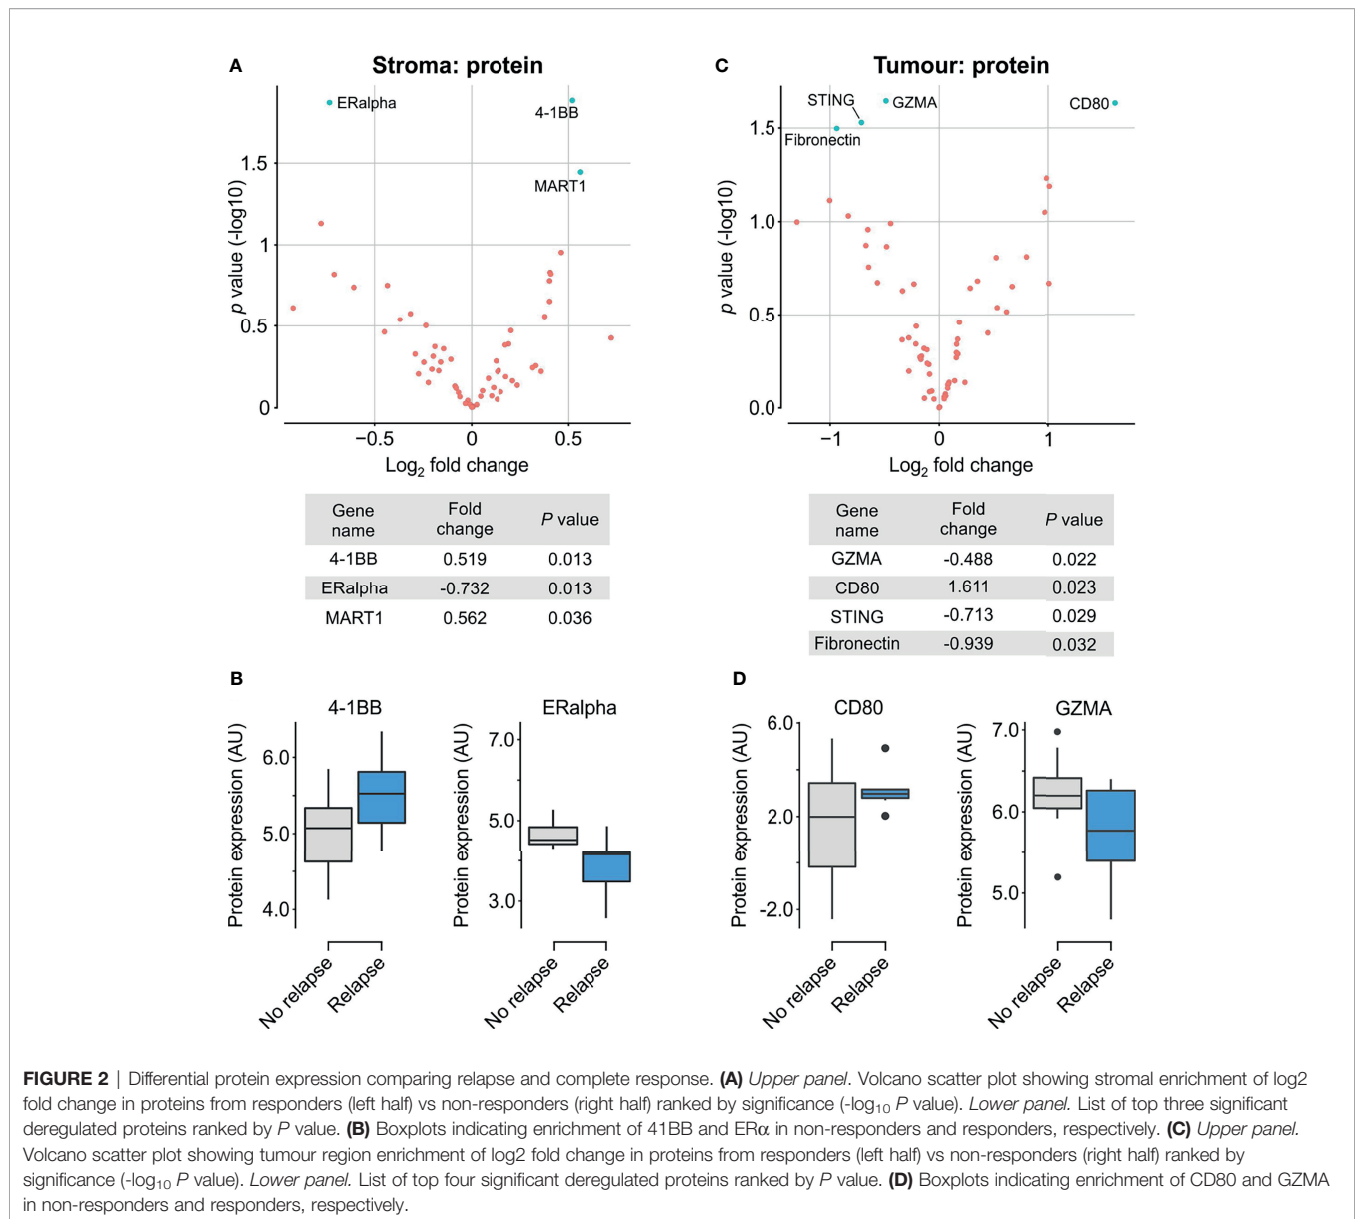 A
Stroma: protein
ERalpha
4-1BB
MART1
1.5
1
0.5
0
p value (-log10)
−0.5
0
0.5
Log2 fold change
Gene name
Fold change
P value
4-1BB 0.519 0.013
ERalpha -0.732 0.013
MART1 0.562 0.036
C
Tumour: protein
STING
GZMA
CD80
Fibronectin
1.5
1.0
0.5
0.0
p value (-log10)
−1
0
1
Log2 fold change
Gene name
Fold change
P value
GZMA -0.488 0.022
CD80 1.611 0.023
STING -0.713 0.029
Fibronectin -0.939 0.032
B
4-1BB
Protein expression (AU)
6.0
5.0
4.0
No relapse
Relapse
ERalpha
Protein expression (AU)
7.0
5.0
3.0
No relapse
Relapse
D
CD80
Protein expression (AU)
6.0
2.0
-2.0
No relapse
Relapse
GZMA
Protein expression (AU)
7.0
6.0
5.0
No relapse
Relapse
FIGURE 2 | Differential protein expression comparing relapse and complete response. (A) Upper panel. Volcano scatter plot showing stromal enrichment of log2
fold change in proteins from responders (left half) vs non-responders (right half) ranked by significance (-log10 P value). Lower panel. List of top three significant
deregulated proteins ranked by P value. (B) Boxplots indicating enrichment of 41BB and ERα in non-responders and responders, respectively. (C) Upper panel.
Volcano scatter plot showing tumour region enrichment of log2 fold change in proteins from responders (left half) vs non-responders (right half) ranked by
significance (-log10 P value). Lower panel. List of top four significant deregulated proteins ranked by P value. (D) Boxplots indicating enrichment of CD80 and GZMA
in non-responders and responders, respectively.